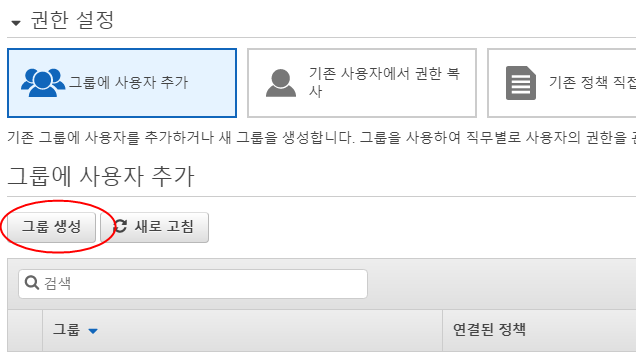 권한 설정
그룹에 사용자 추가
기존 사용자에서 권한 복
사
기존 정책 직접
기존 그룹에 사용자를 추가하거나 새 그룹을 생성합니다. 그룹을 사용하여 직무별로 사용자의 권한을
그룹에 사용자 추가
그룹 생성 새로 고침
검색
그룹 연결된 정책